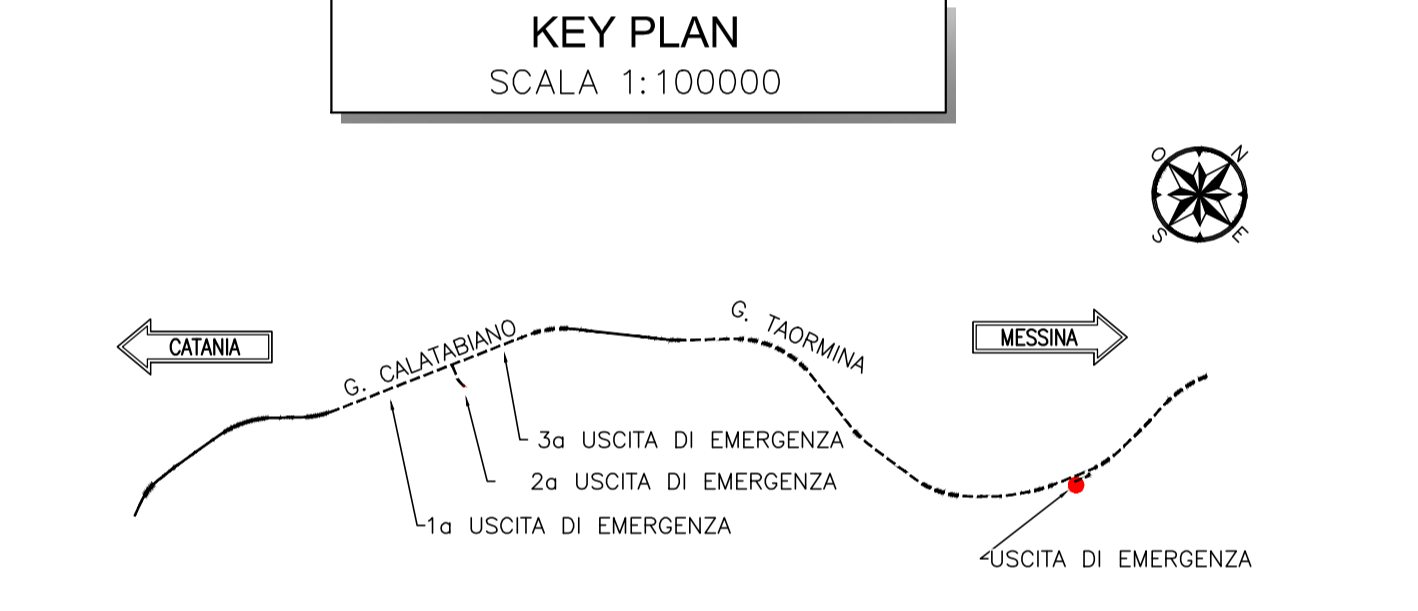 KEY PLAN
SCALA 1:100000
O
N
S
E
CATANIA
G. CALATABIANO
G. TAORMINA
MESSINA
3a USCITA DI EMERGENZA
2a USCITA DI EMERGENZA
1a USCITA DI EMERGENZA
USCITA DI EMERGENZA